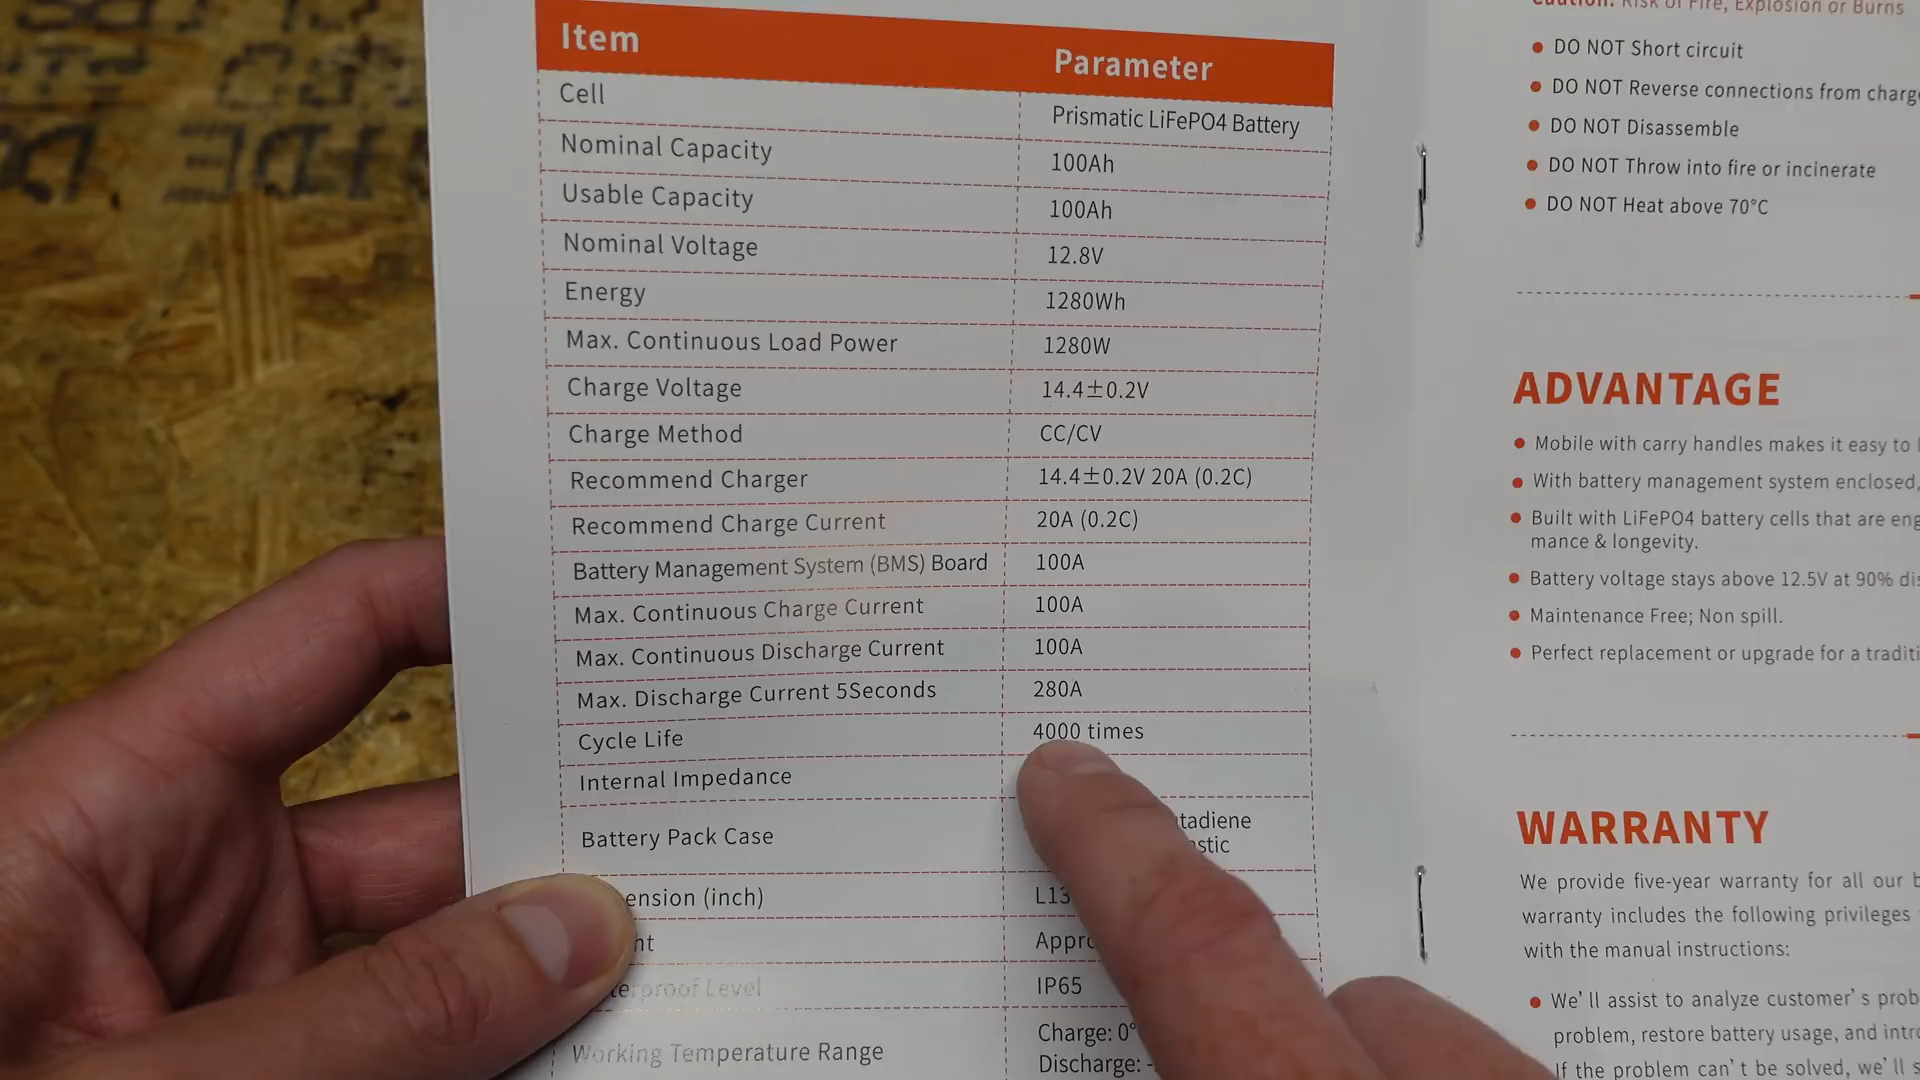 Item Parameter
Cell Prismatic LiFePO4 Battery
Nominal Capacity 100Ah
Usable Capacity 100Ah
Nominal Voltage 12.8V
Energy 1280Wh
Max. Continuous Load Power 1280W
Charge Voltage 14.4±0.2V
Charge Method CC/CV
Recommend Charger 14.4±0.2V 20A (0.2C)
Recommend Charge Current 20A (0.2C)
Battery Management System (BMS) Board 100A
Max. Continuous Charge Current 100A
Max. Continuous Discharge Current 100A
Max. Discharge Current 5Seconds 280A
Cycle Life 4000 times
Internal Impedance
Battery Pack Case
(inch)
IP65
Working Temperature Range Charge: 0°
Discharge: -
Caution: Risk of Fire, Explosion or Burns
DO NOT Short circuit
DO NOT Reverse connections from
DO NOT Disassemble
DO NOT Throw into fire or incinerate
DO NOT Heat above 70°C
ADVANTAGE
Mobile with carry handles makes it easy to
With battery management system enclosed,
Built with LiFePO4 battery cells that are
mance & longevity.
Battery voltage stays above 12.5V at 90%
Maintenance Free; Non spill.
Perfect replacement or upgrade for a
WARRANTY
We provide five-year warranty for all our
warranty includes the following privileges
with the manual instructions:
We'll assist to analyze customer's
problem, restore battery usage, and
If the problem can't be solved, we'll